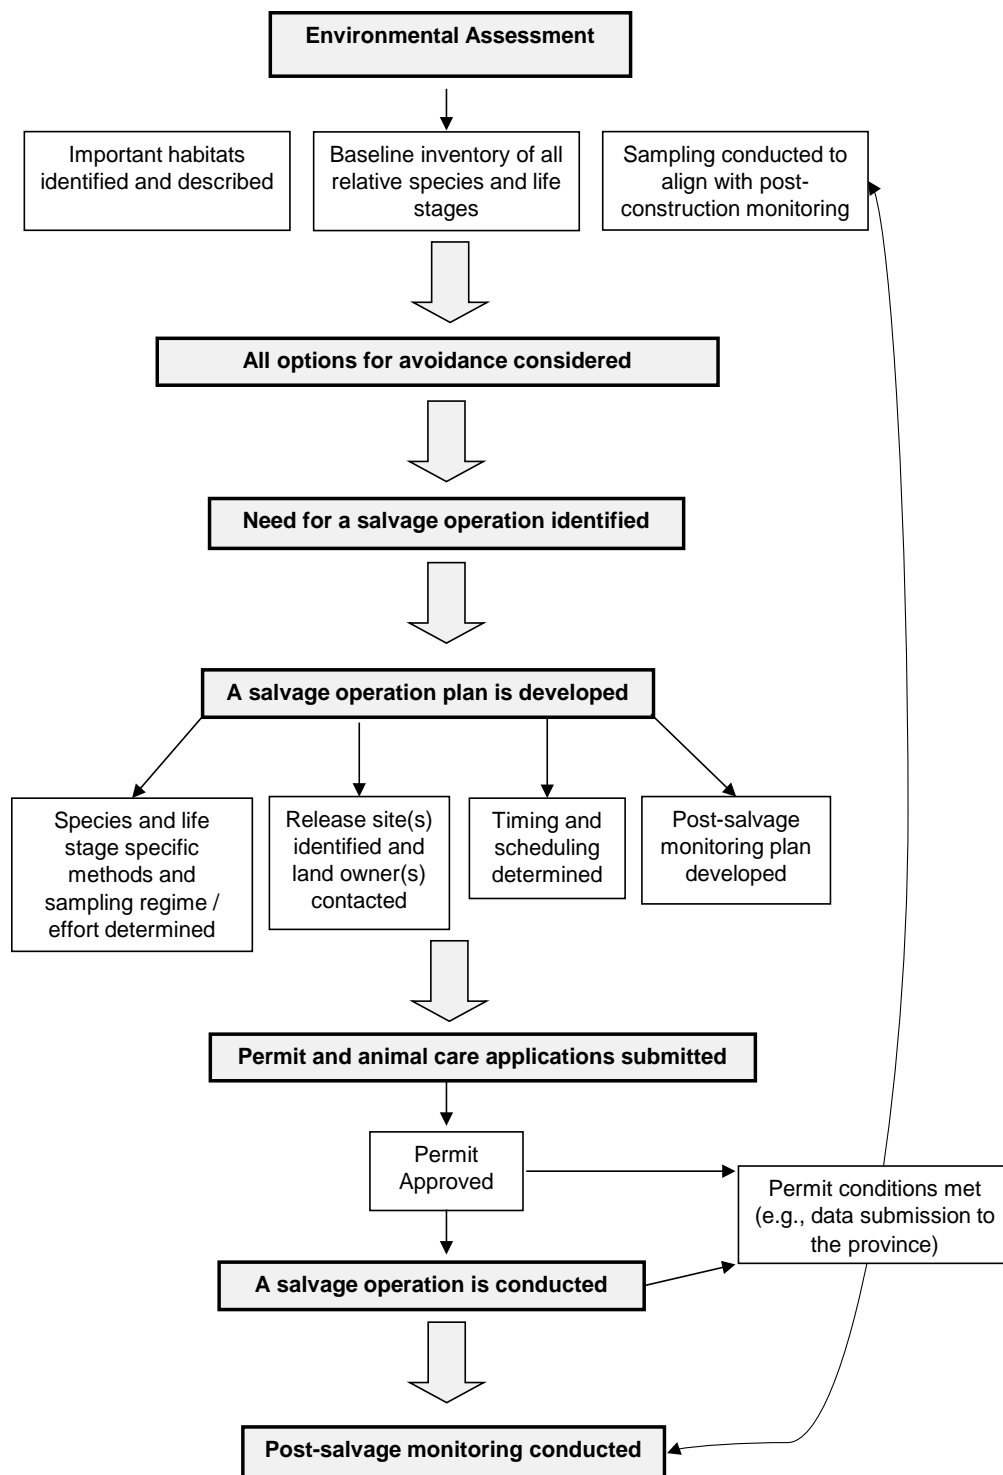 Environmental Assessment
Important habitats
identified and described
Baseline inventory of all
relative species and life
stages
Sampling conducted to
align with post-
construction monitoring
All options for avoidance considered
Need for a salvage operation identified
A salvage operation plan is developed
Species and life
stage specific
methods and
sampling regime /
effort determined
Release site(s)
identified and
land owner(s)
contacted
Timing and
scheduling
determined
Post-salvage
monitoring plan
developed
Permit and animal care applications submitted
Permit
Approved
Permit conditions met
(e.g., data submission to
the province)
A salvage operation is conducted
Post-salvage monitoring conducted